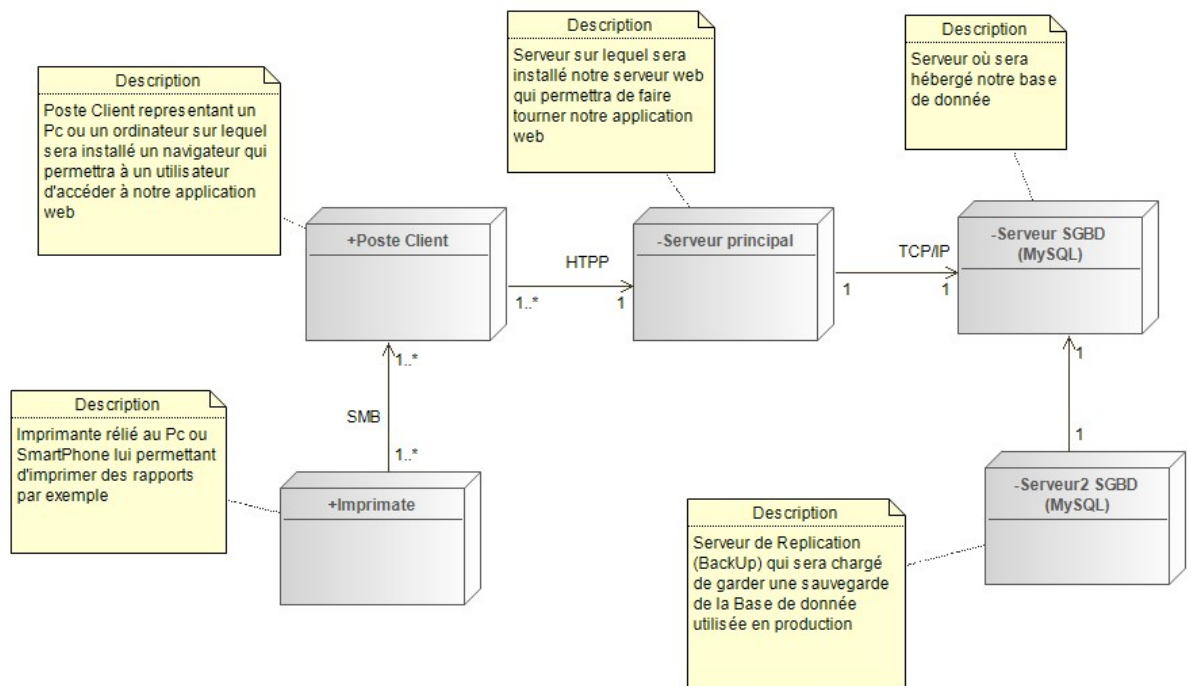 Description
Poste Client representant un
Pc ou un ordinateur sur lequel
sera installé un navigateur qui
permettra à un utilisateur
d'accéder à notre application
web
Description
Serveur sur lequel sera
installé notre serveur web
qui permettra de faire
tourner notre application
web
Description
Serveur où sera
hébergé notre base
de donnée
+Poste Client
HTPP
1..*
1
-Serveur principal
TCP/IP
1
1
-Serveur SGBD
(MySQL)
1..*
SMB
1..*
1
1
Description
Imprimante rélié au Pc ou
SmartPhone lui permettant
d'imprimer des rapports
par exemple
+Imprimate
Description
Serveur de Replication
(BackUp) qui sera chargé
de garder une sauvegarde
de la Base de donnée
utilisée en production
-Serveur2 SGBD
(MySQL)